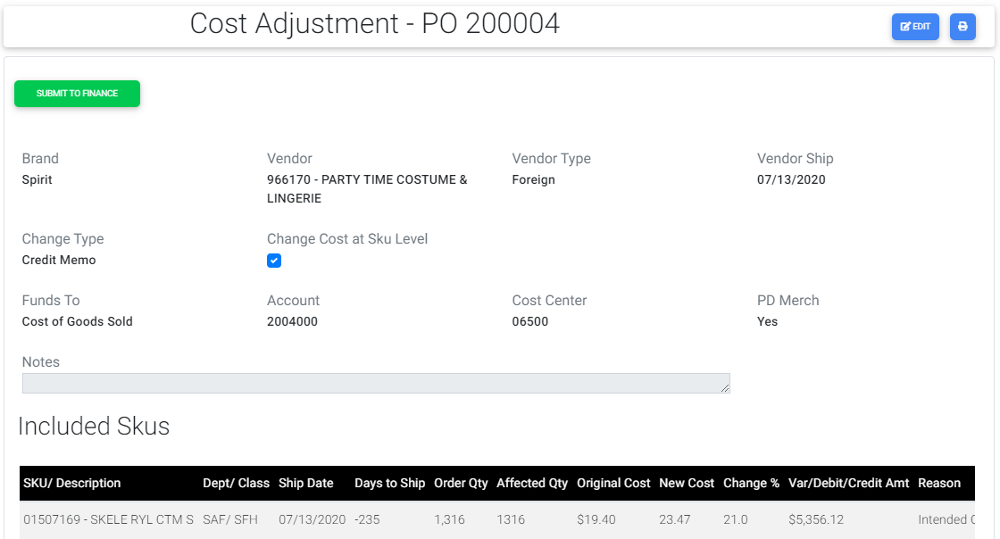 Cost Adjustment - PO 200004
EDIT
SUBMIT TO FINANCE
Brand Vendor Vendor Type Vendor Ship
Spirit 966170 - PARTY TIME COSTUME & LINGERIE Foreign 07/13/2020
Change Type Change Cost at Sku Level
Credit Memo
Funds To Account Cost Center PD Merch
Cost of Goods Sold 2004000 06500 Yes
Notes
Included Skus
SKU/ Description Dept/ Class Ship Date Days to Ship Order Qty Affected Qty Original Cost New Cost Change % Var/Debit/Credit Amt Reason
01507169 - SKELE RYL CTM S SAF/ SFH 07/13/2020 -235 1,316 1316 $19.40 23.47 21.0 $5,356.12 Intended